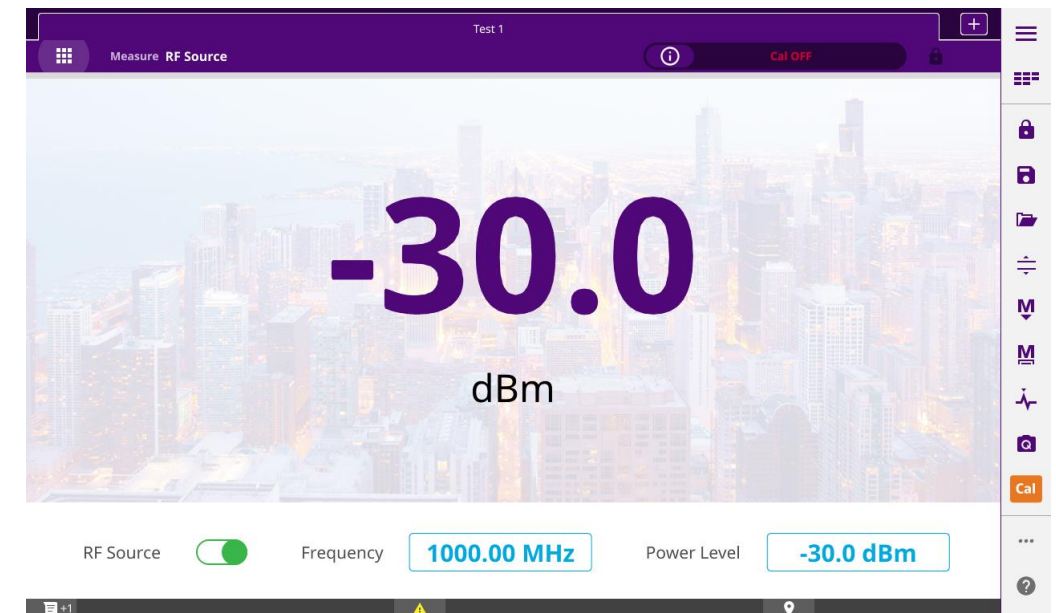 Test 1
Measure RF Source
Cal OFF
-30.0
dBm
Cal
RF Source
Frequency 1000.00 MHz
Power Level -30.0 dBm
+1